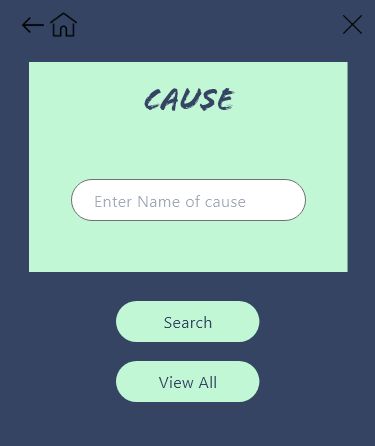 CAUSE
Enter Name of cause
Search
View All